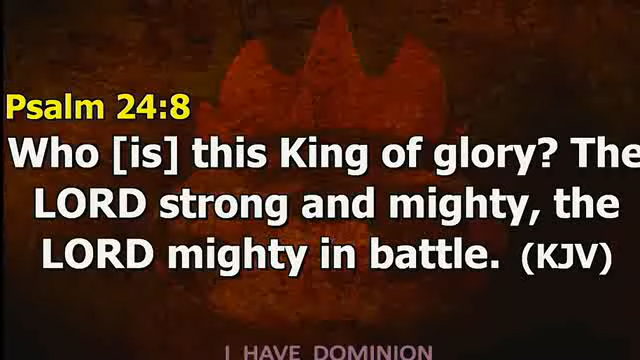 Psalm 24:8
Who [is] this King of glory? The
LORD strong and mighty, the
LORD mighty in battle. (KJV)
I HAVE DOMINION